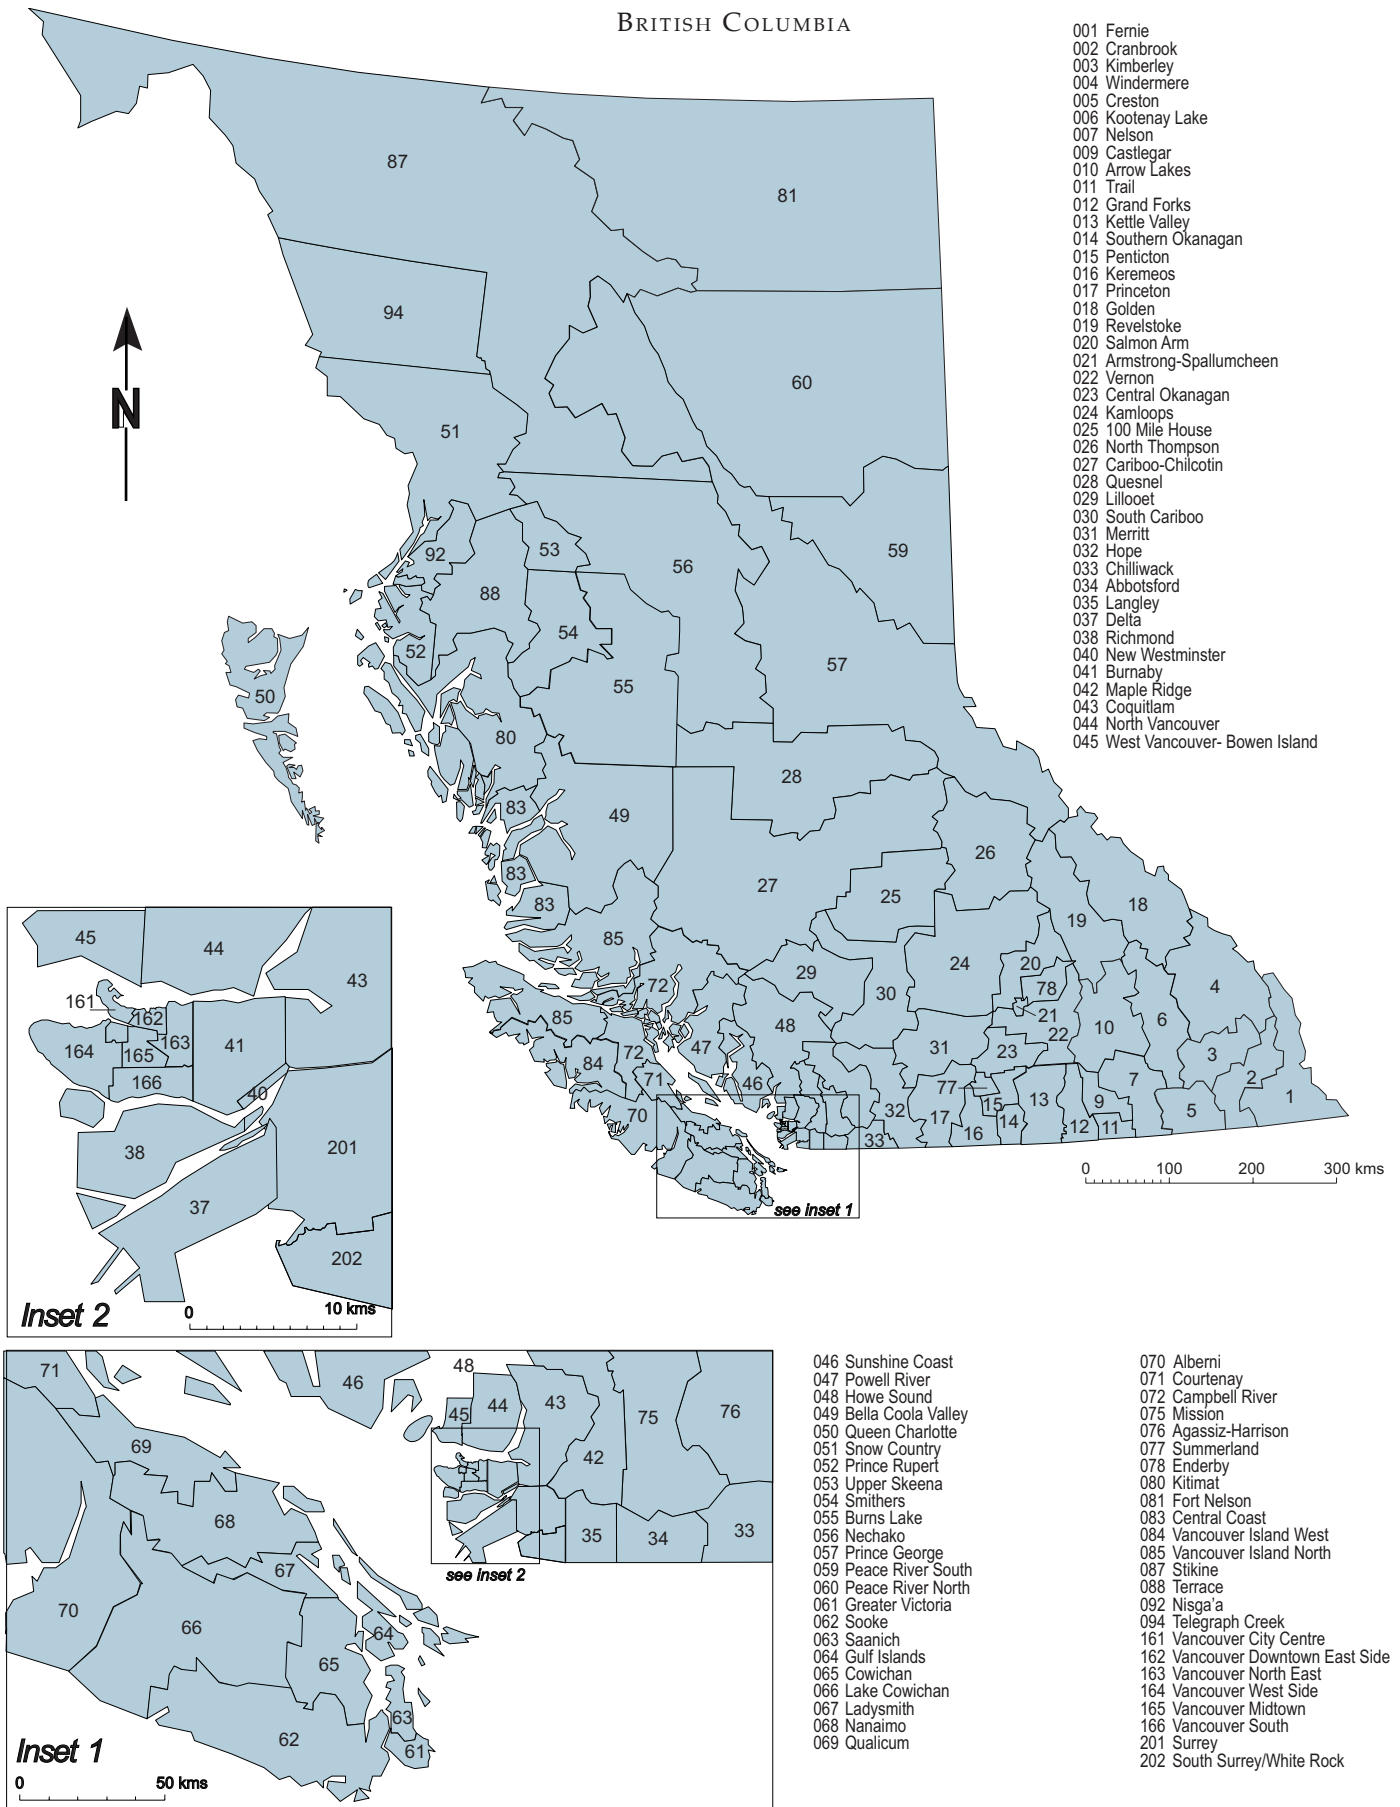 BRITISH COLUMBIA
001 Fernie
002 Cranbrook
003 Kimberley
004 Windermere
005 Creston
006 Kootenay Lake
007 Nelson
009 Castlegar
010 Arrow Lakes
011 Trail
012 Grand Forks
013 Kettle Valley
014 Southern Okanagan
015 Penticton
016 Keremeos
017 Princeton
018 Golden
019 Revelstoke
020 Salmon Arm
021 Armstrong-Spallumcheen
022 Vernon
023 Central Okanagan
024 Kamloops
025 100 Mile House
026 North Thompson
027 Cariboo-Chilcotin
028 Quesnel
029 Lillooet
030 South Cariboo
031 Merritt
032 Hope
033 Chilliwack
034 Abbotsford
035 Langley
037 Delta
038 Richmond
040 New Westminster
041 Burnaby
042 Maple Ridge
043 Coquitlam
044 North Vancouver
045 West Vancouver- Bowen Island
87
81
94
N
60
51
92
53
56
59
88
54
52
57
50
55
80
28
83
49
26
83
27
25
83
18
19
85
29
24
20
72
30
78
4
85
21
48
22
10
6
47
72
31
23
3
84
71
46
77
7
2
70
32
17
15
13
9
1
16
14
12
11
5
33
0 100 200 300 kms
see inset 1
45
44
43
161
162
163
41
164
165
166
40
38
201
37
202
Inset 2
0 10 kms
71
46
48
45
44
43
75
76
69
42
68
35
34
33
67
see inset 2
70
66
64
65
63
62
61
Inset 1
0 50 kms
046 Sunshine Coast
047 Powell River
048 Howe Sound
049 Bella Coola Valley
050 Queen Charlotte
051 Snow Country
052 Prince Rupert
053 Upper Skeena
054 Smithers
055 Burns Lake
056 Nechako
057 Prince George
059 Peace River South
060 Peace River North
061 Greater Victoria
062 Sooke
063 Saanich
064 Gulf Islands
065 Cowichan
066 Lake Cowichan
067 Ladysmith
068 Nanaimo
069 Qualicum
070 Alberni
071 Courtenay
072 Campbell River
075 Mission
076 Agassiz-Harrison
077 Summerland
078 Enderby
080 Kitimat
081 Fort Nelson
083 Central Coast
084 Vancouver Island West
085 Vancouver Island North
087 Stikine
088 Terrace
092 Nisga'a
094 Telegraph Creek
161 Vancouver City Centre
162 Vancouver Downtown East Side
163 Vancouver North East
164 Vancouver West Side
165 Vancouver Midtown
166 Vancouver South
201 Surrey
202 South Surrey/White Rock